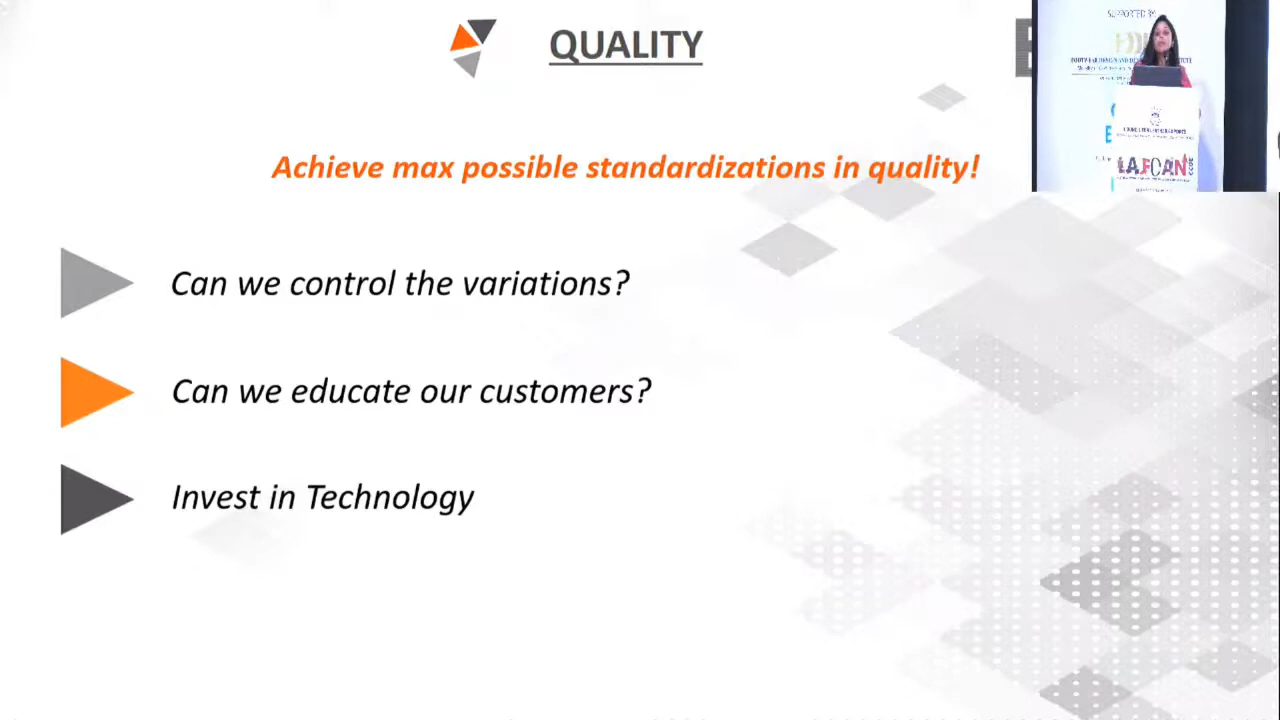 QUALITY
SUPPORTED BY
Achieve max possible standardizations in quality!
Can we control the variations?
Can we educate our customers?
Invest in Technology